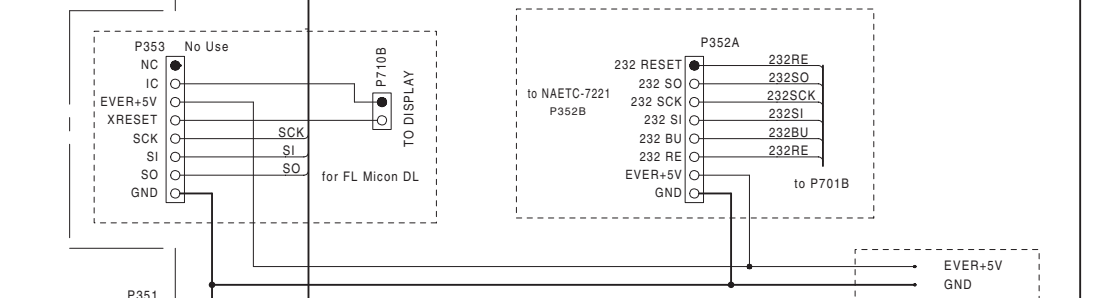 P353 No Use
NC
IC
EVER+5V
XRESET
SCK
SI
SO
GND
SCK
SI
SO
P710B
TO DISPLAY
for FL Micon DL
P352A
to NAETC-7221
P352B
232 RESET
232 SO
232 SCK
232 SI
232 BU
232 RE
EVER+5V
GND
232RE
232SO
232SCK
232SI
232BU
232RE
to P701B
EVER+5V
GND
P351